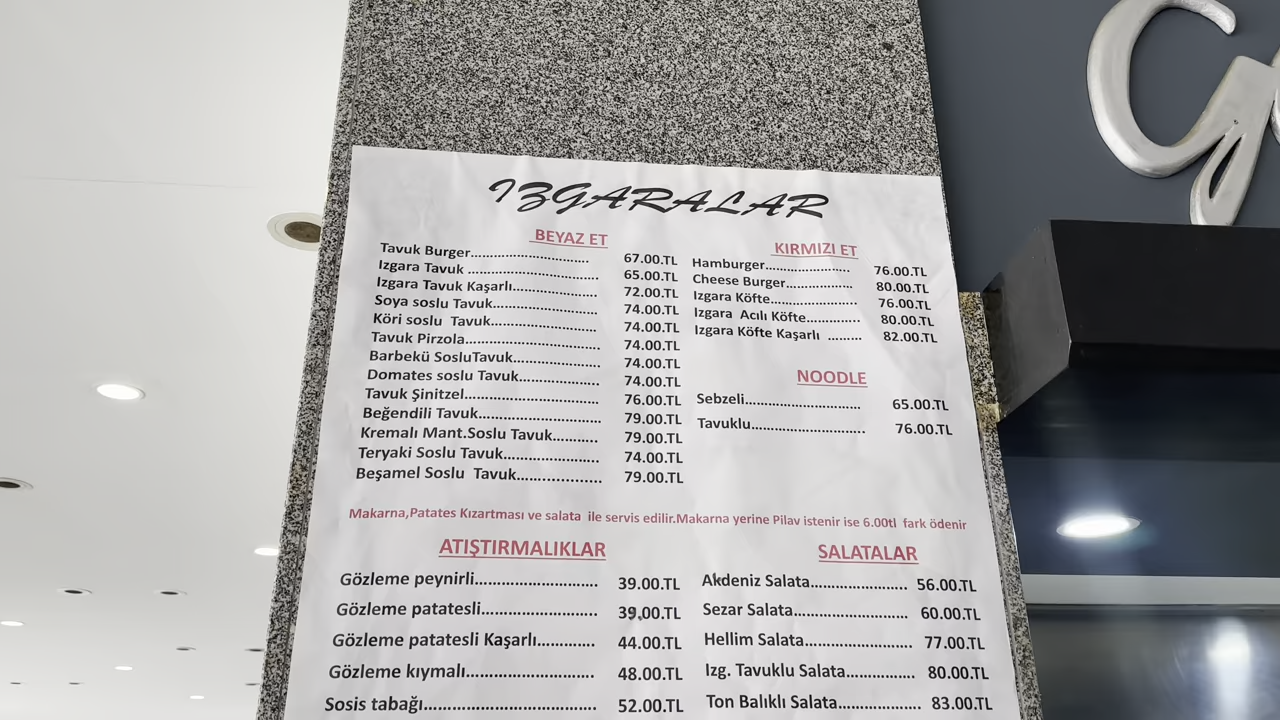 IZGARALAR
BEYAZ ET
Tavuk Burger.................................. 67.00.TL
Izgara Tavuk .................................. 65.00.TL
Izgara Tavuk Kaşarlı...................... 72.00.TL
Soya soslu Tavuk........................... 74.00.TL
Köri soslu Tavuk............................ 74.00.TL
Tavuk Pirzola................................... 74.00.TL
Barbekü SosluTavuk....................... 74.00.TL
Domates soslu Tavuk..................... 74.00.TL
Tavuk Şinitzel................................... 76.00.TL
Beğendili Tavuk............................... 79.00.TL
Kremalı Mant.Soslu Tavuk........... 79.00.TL
Teryaki Soslu Tavuk........................ 74.00.TL
Beşamel Soslu Tavuk..................... 79.00.TL
KIRMIZI ET
Hamburger...................... 76.00.TL
Cheese Burger................. 80.00.TL
Izgara Köfte...................... 76.00.TL
Izgara Acılı Köfte.............. 80.00.TL
Izgara Köfte Kaşarlı ......... 82.00.TL
NOODLE
Sebzeli.............................. 65.00.TL
Tavuklu............................. 76.00.TL
Makarna,Patates Kızartması ve salata ile servis edilir.Makarna yerine Pilav istenir ise 6.00tl fark ödenir
ATIŞTIRMALIKLAR
Gözleme peynirli............................ 39.00.TL
Gözleme patatesli.......................... 39.00.TL
Gözleme patatesli Kaşarlı............. 44.00.TL
Gözleme kıymalı............................. 48.00.TL
Sosis tabağı...................................... 52.00.TL
SALATALAR
Akdeniz Salata...................... 56.00.TL
Sezar Salata.......................... 60.00.TL
Hellim Salata......................... 77.00.TL
Izg. Tavuklu Salata............... 80.00.TL
Ton Balıklı Salata................... 83.00.TL